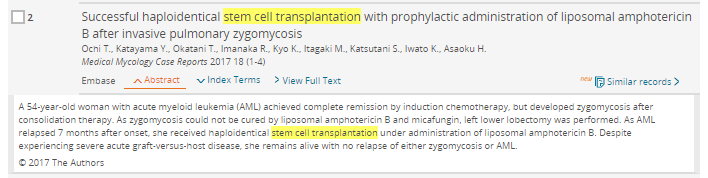 2
Successful haploidentical stem cell transplantation with prophylactic administration of liposomal amphotericin
B after invasive pulmonary zygomycosis
Ochi T., Katayama Y., Okatani T., Imanaka R., Kyo K., Itagaki M., Katsutani S., Iwato K., Asaoku H.
Medical Mycology Case Reports 2017 18 (1-4)
Embase Abstract Index Terms > View Full Text new Similar records >
A 54-year-old woman with acute myeloid leukemia (AML) achieved complete remission by induction chemotherapy, but developed zygomycosis after
consolidation therapy. As zygomycosis could not be cured by liposomal amphotericin B and micafungin, left lower lobectomy was performed. As AML
relapsed 7 months after onset, she received haploidentical stem cell transplantation under administration of liposomal amphotericin B. Despite
experiencing severe acute graft-versus-host disease, she remains alive with no relapse of either zygomycosis or AML.
© 2017 The Authors